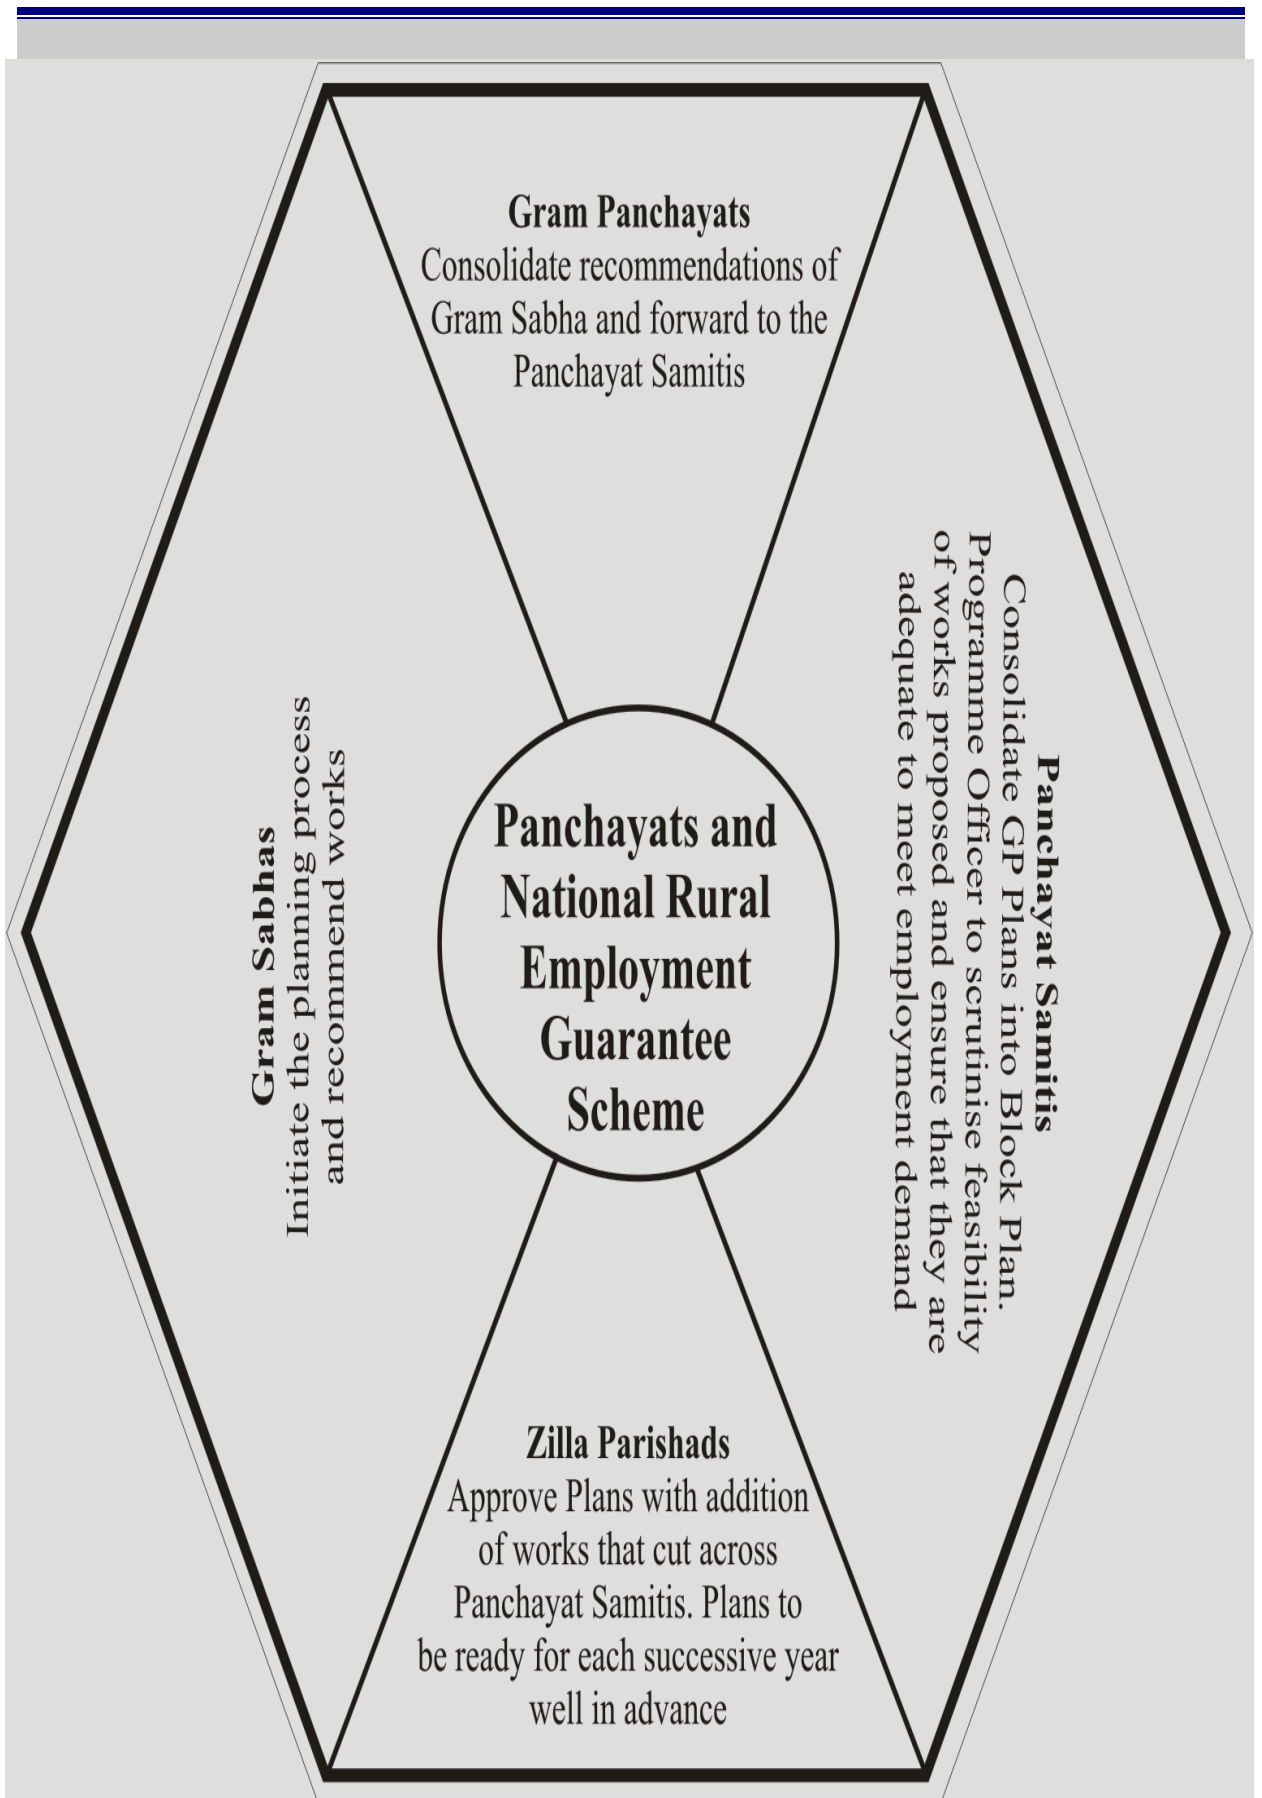 Gram Panchayats
Consolidate recommendations of
Gram Sabha and forward to the
Panchayat Samitis
Gram Sabhas
Initiate the planning process
and recommend works
Panchayats and
National Rural
Employment
Guarantee
Scheme
Panchayat Samitis
Consolidate GP Plans into Block Plan.
Programme Officer to scrutinise feasibility
of works proposed and ensure that they are
adequate to meet employment demand
Zilla Parishads
Approve Plans with addition
of works that cut across
Panchayat Samitis. Plans to
be ready for each successive year
well in advance